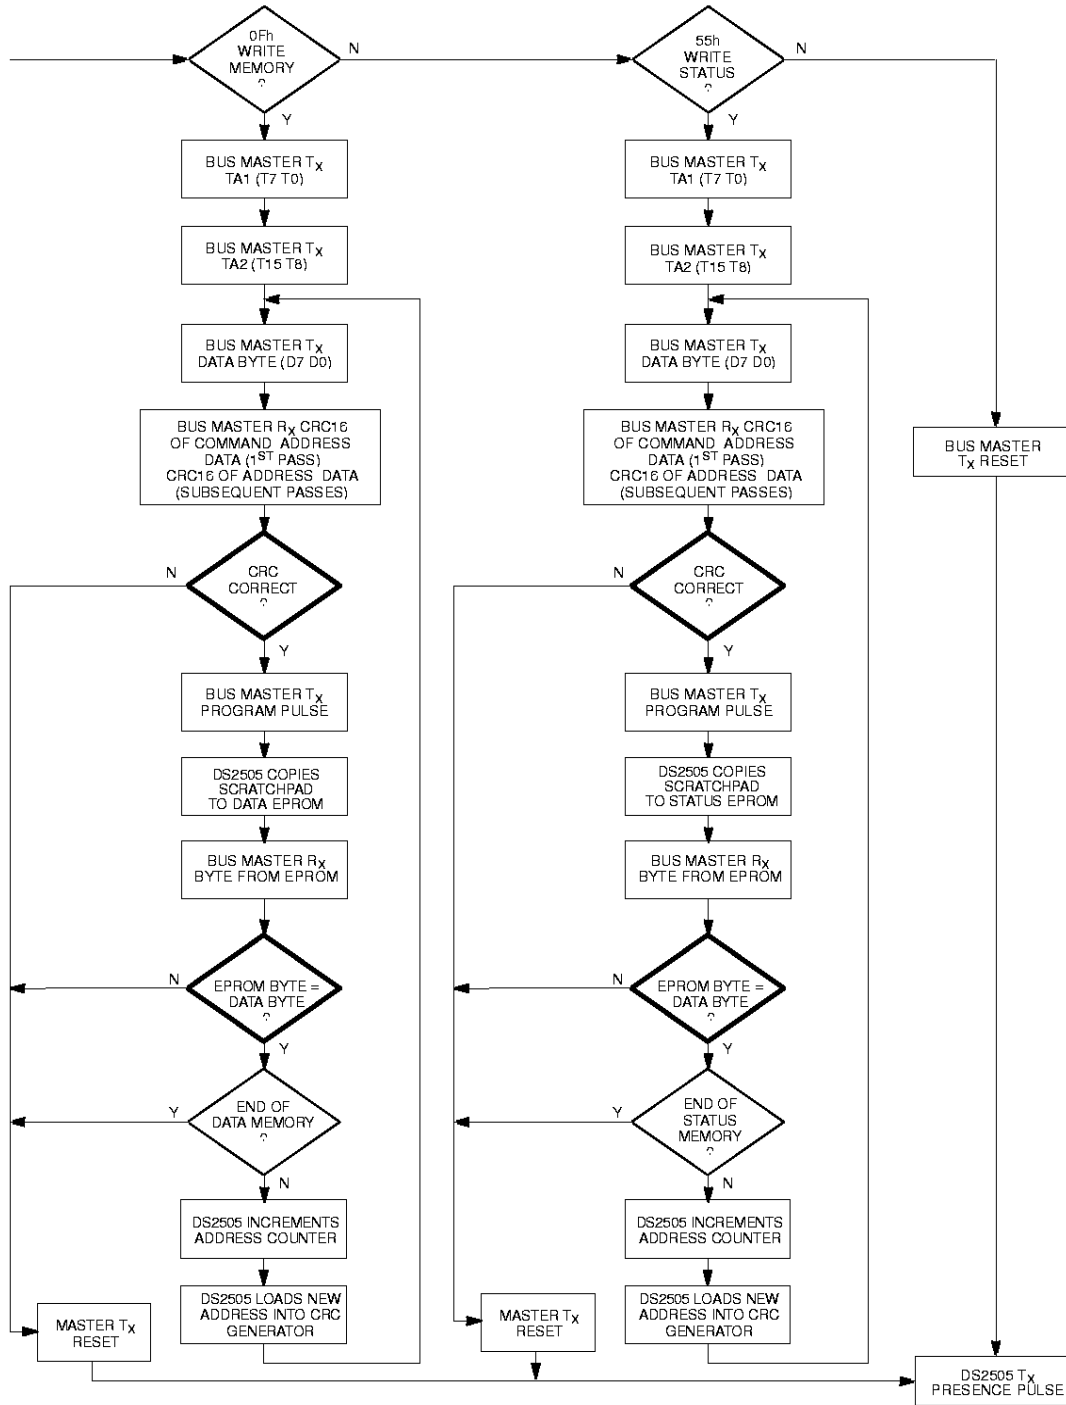 0Fh
WRITE
MEMORY
?
N
Y
BUS MASTER TX
TA1 (T7 T0)
BUS MASTER TX
TA2 (T15 T8)
BUS MASTER TX
DATA BYTE (D7 D0)
BUS MASTER RX CRC16
OF COMMAND ADDRESS
DATA (1ST PASS)
CRC16 OF ADDRESS DATA
(SUBSEQUENT PASSES)
CRC
CORRECT
?
N
Y
BUS MASTER TX
PROGRAM PULSE
DS2505 COPIES
SCRATCHPAD
TO DATA EPROM
BUS MASTER RX
BYTE FROM EPROM
EPROM BYTE =
DATA BYTE
?
N
Y
END OF
DATA MEMORY
?
Y
N
DS2505 INCREMENTS
ADDRESS COUNTER
DS2505 LOADS NEW
ADDRESS INTO CRC
GENERATOR
MASTER TX
RESET
55h
WRITE
STATUS
?
N
Y
BUS MASTER TX
TA1 (T7 T0)
BUS MASTER TX
TA2 (T15 T8)
BUS MASTER TX
DATA BYTE (D7 D0)
BUS MASTER RX CRC16
OF COMMAND ADDRESS
DATA (1ST PASS)
CRC16 OF ADDRESS DATA
(SUBSEQUENT PASSES)
CRC
CORRECT
?
N
Y
BUS MASTER TX
PROGRAM PULSE
DS2505 COPIES
SCRATCHPAD
TO STATUS EPROM
BUS MASTER RX
BYTE FROM EPROM
EPROM BYTE =
DATA BYTE
?
N
Y
END OF
STATUS
MEMORY
?
Y
N
DS2505 INCREMENTS
ADDRESS COUNTER
DS2505 LOADS NEW
ADDRESS INTO CRC
GENERATOR
MASTER TX
RESET
BUS MASTER
TX RESET
DS2505 TX
PRESENCE PULSE